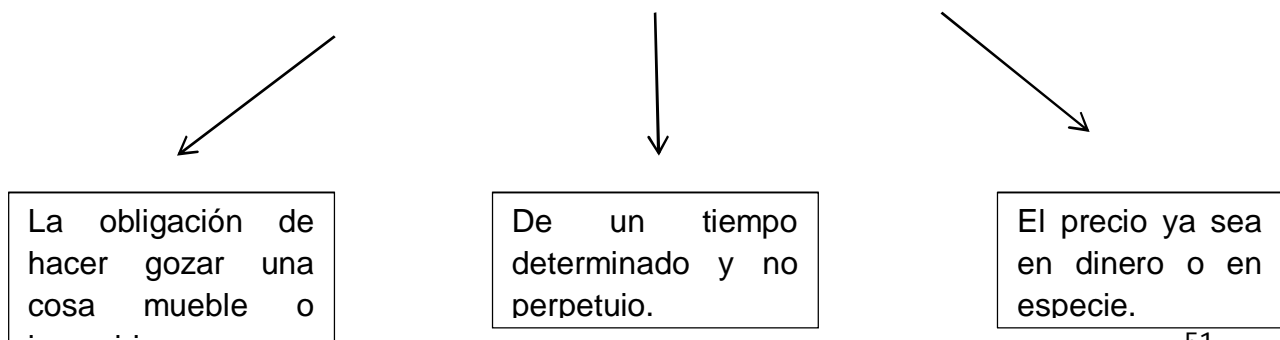 La obligación de
hacer gozar una
cosa mueble o
De un tiempo
determinado y no
perpetuio.
El precio ya sea
en dinero o en
especie.